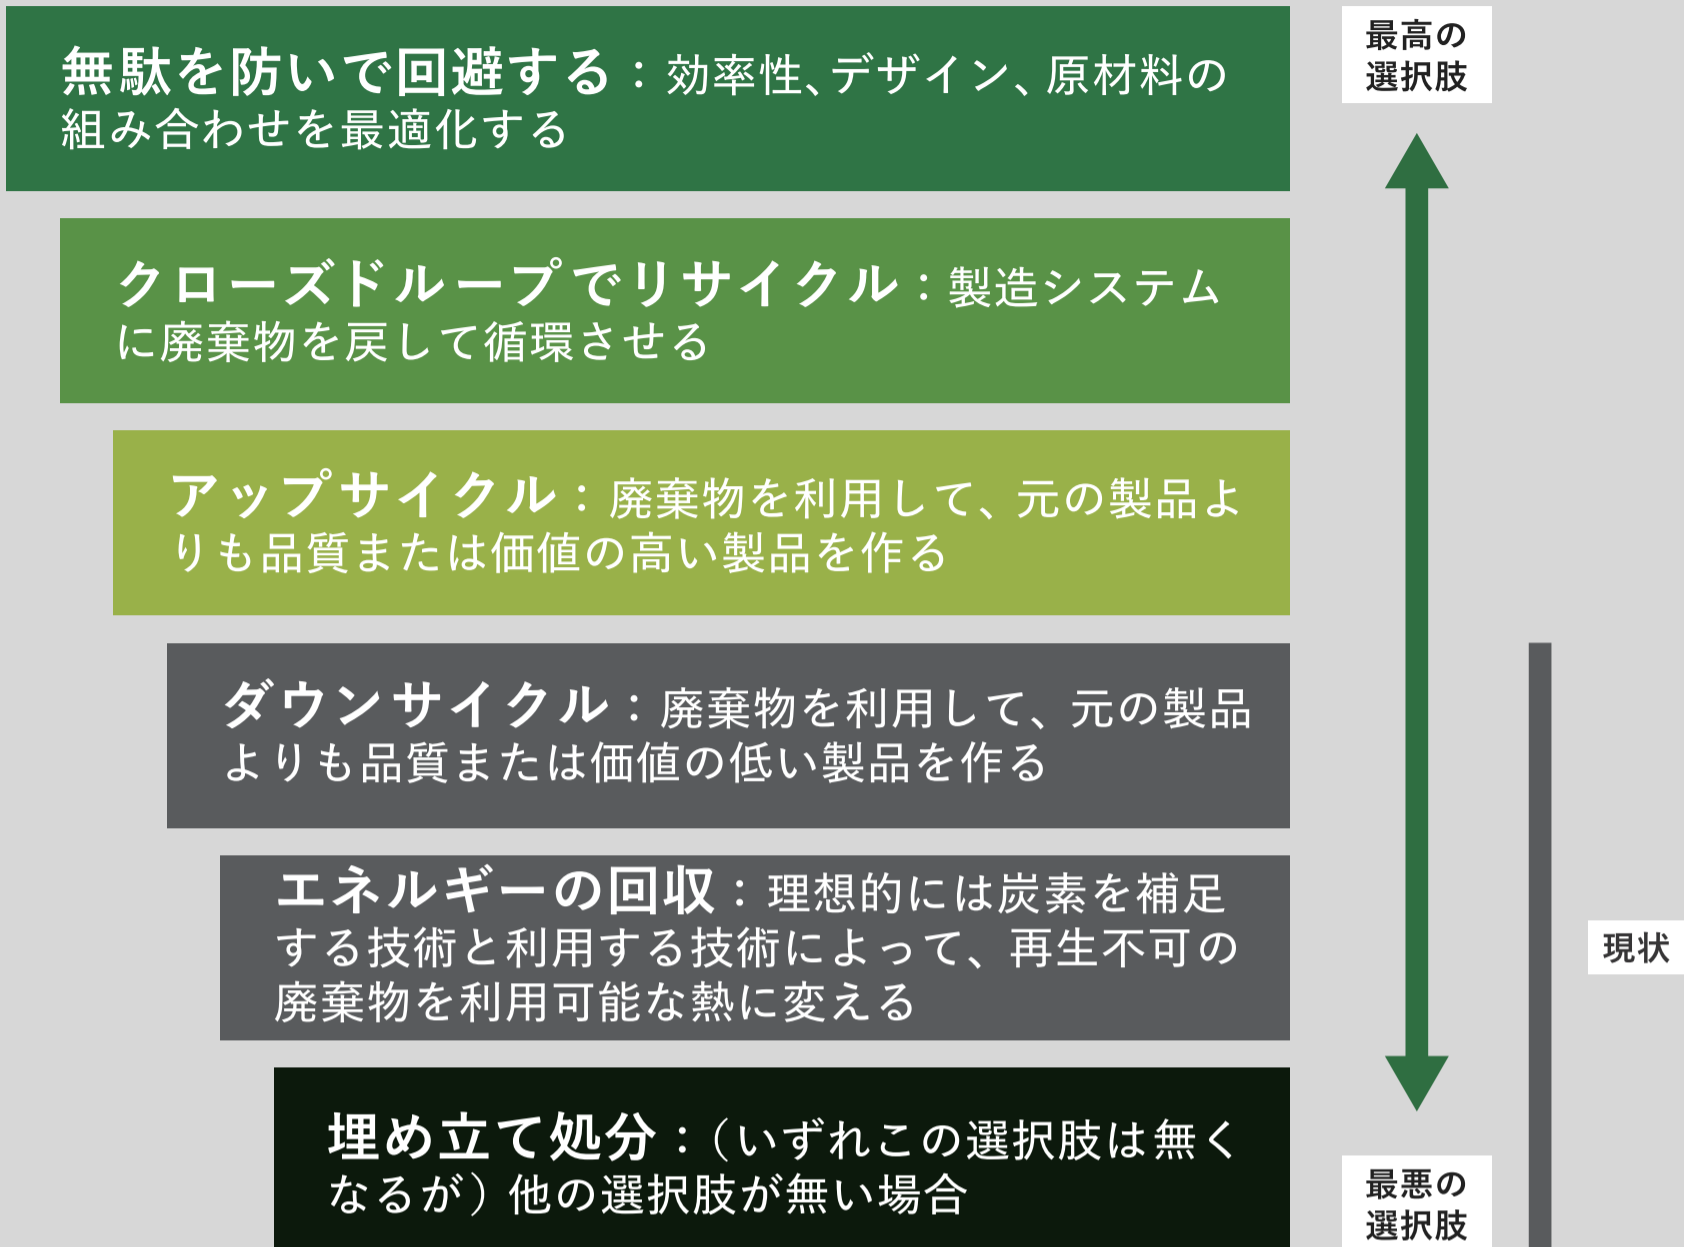 無駄を防いで回避する：効率性、デザイン、原材料の
組み合わせを最適化する
最高の
選択肢
クローズドループでリサイクル：製造システム
に廃棄物を戻して循環させる
アップサイクル：廃棄物を利用して、元の製品よ
りも品質または価値の高い製品を作る
ダウンサイクル：廃棄物を利用して、元の製品
よりも品質または価値の低い製品を作る
エネルギーの回収：理想的には炭素を補足
する技術と利用する技術によって、再生不可の
廃棄物を利用可能な熱に変える
現状
埋め立て処分：（いずれこの選択肢は無く
なるが）他の選択肢が無い場合
最悪の
選択肢